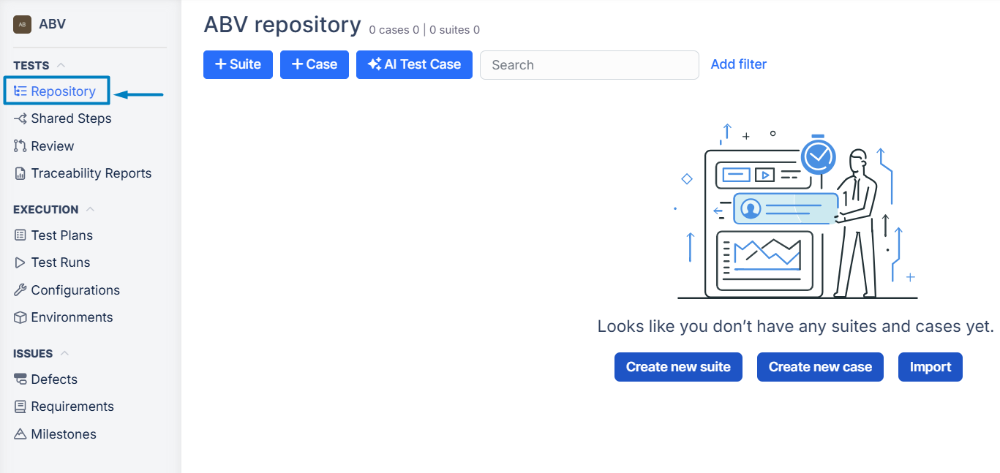 AB ABV
TESTS
Repository
Shared Steps
Review
Traceability Reports
EXECUTION
Test Plans
Test Runs
Configurations
Environments
ISSUES
Defects
Requirements
Milestones
ABV repository 0 cases 0 | 0 suites 0
+ Suite + Case AI Test Case Search Add filter
Looks like you don’t have any suites and cases yet.
Create new suite Create new case Import